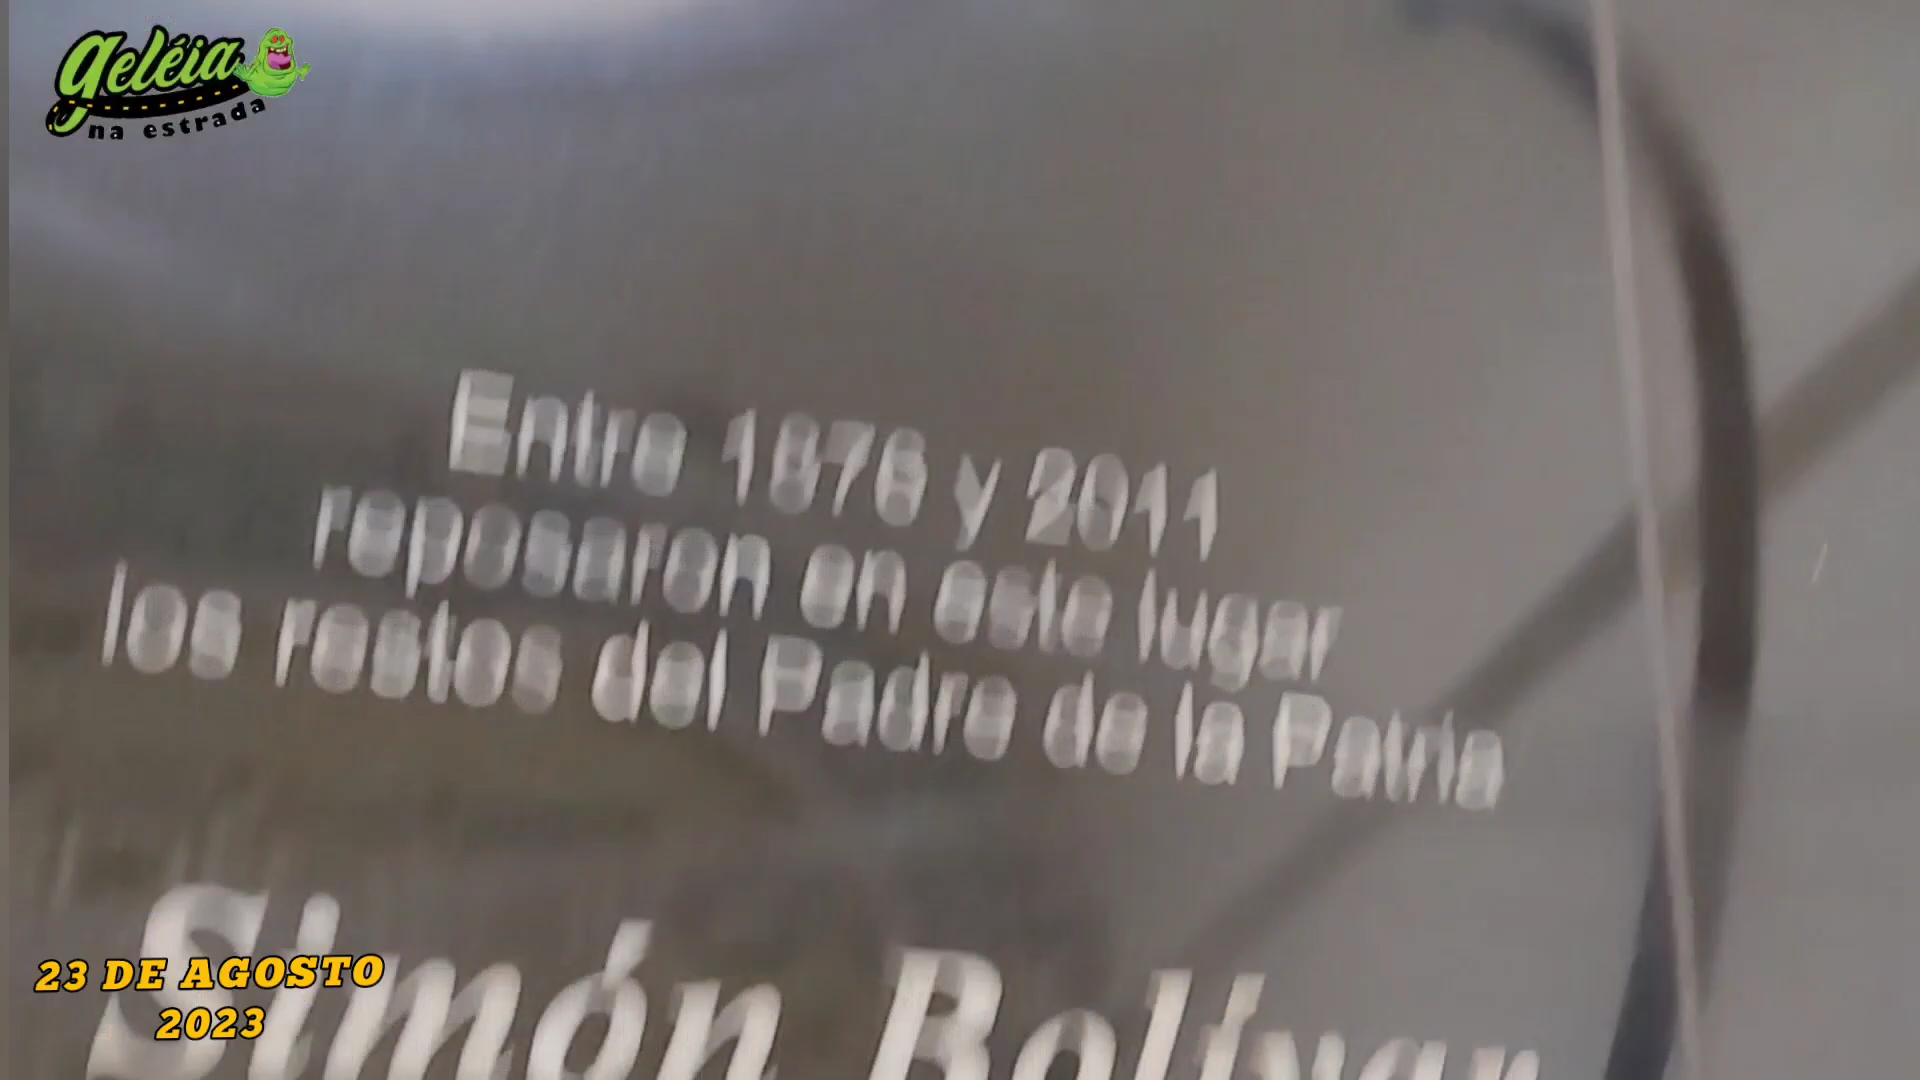 geléia
na estrada
Entre 1876 y 2011
reposaron en este lugar
los restos del Padre de la Patria
Simón Bolívar
23 DE AGOSTO
2023